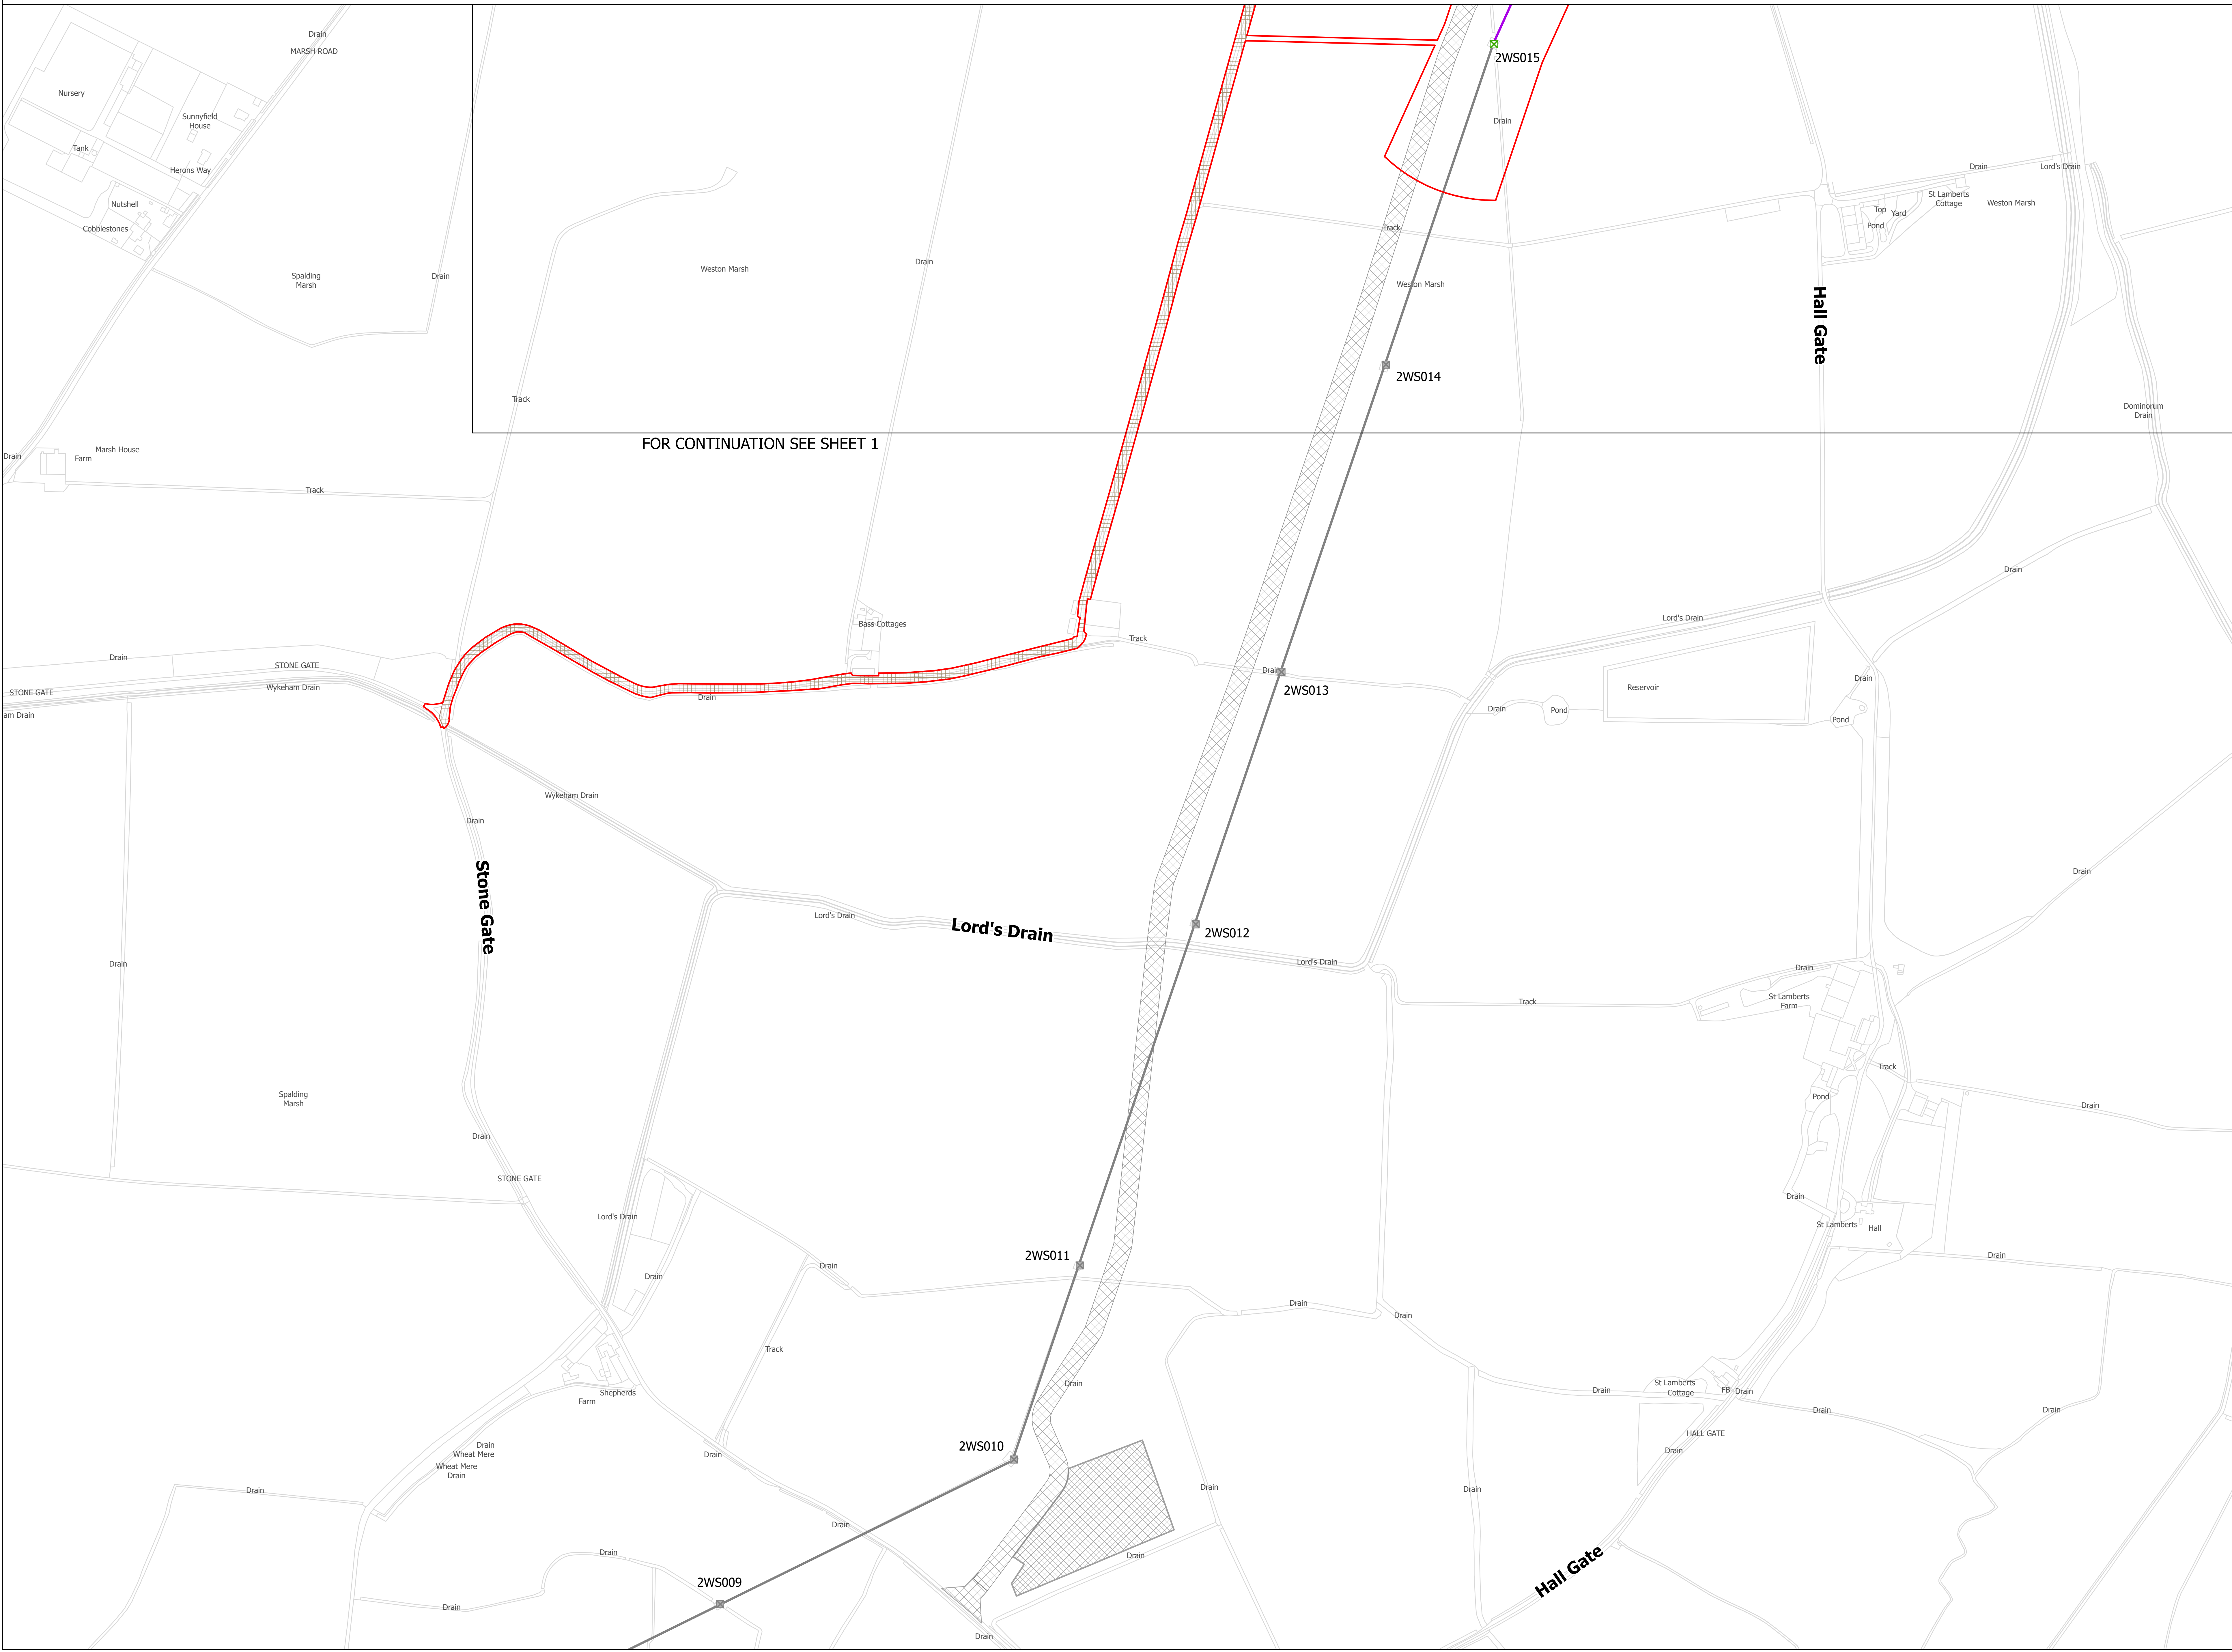 Drain
MARSH ROAD
2WS015
Nursery
Sunnyfield
House
Drain
Tank
Herons Way
Drain
Lord's Drain
St Lamberts
Cottage
Weston Marsh
Nutshell
Top
Yard
Pond
Cobblestones
Track
Drain
Weston Marsh
Spalding
Marsh
Drain
Weston Marsh
Hall Gate
2WS014
Track
Dominorum
Drain
FOR CONTINUATION SEE SHEET 1
Marsh House
Farm
Drain
Track
Drain
Lord's Drain
Bass Cottages
Track
Drain
STONE GATE
Drain
Drain
STONE GATE
Wykeham Drain
Reservoir
2WS013
Drain
Drain
Pond
am Drain
Pond
Wykeham Drain
Drain
Drain
Stone Gate
Lord's Drain
Lord's Drain
2WS012
Drain
Lord's Drain
Drain
St Lamberts
Farm
Track
Track
Spalding
Marsh
Pond
Drain
Drain
STONE GATE
Drain
Lord's Drain
St Lamberts
Hall
2WS011
Drain
Drain
Drain
Drain
Drain
Track
Drain
St Lamberts
Cottage
Drain
FB
Drain
Shepherds
Farm
Drain
Drain
HALL GATE
2WS010
Drain
Wheat Mere
Wheat Mere
Drain
Drain
Drain
Drain
Drain
Drain
Drain
Drain
Drain
Hall Gate
2WS009
Drain
Drain